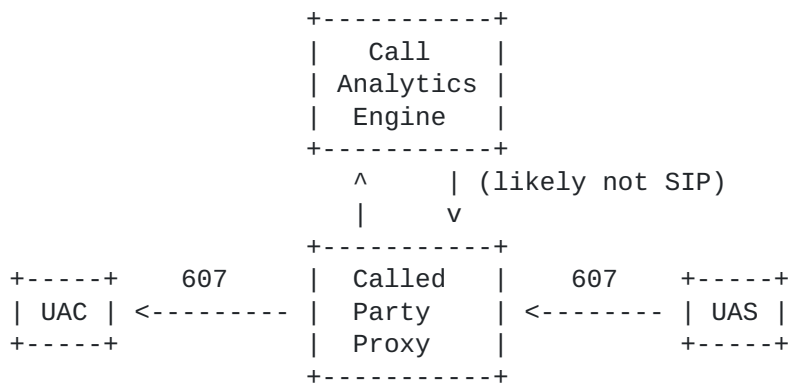 +-----------+
|   Call    |
| Analytics |
|  Engine   |
+-----------+
^     | (likely not SIP)
|     v
+-----------+
+-----+    607     |  Called   |    607    +-----+
| UAC | <--------- |  Party    | <-------- | UAS |
+-----+            |  Proxy    |           +-----+
+-----------+